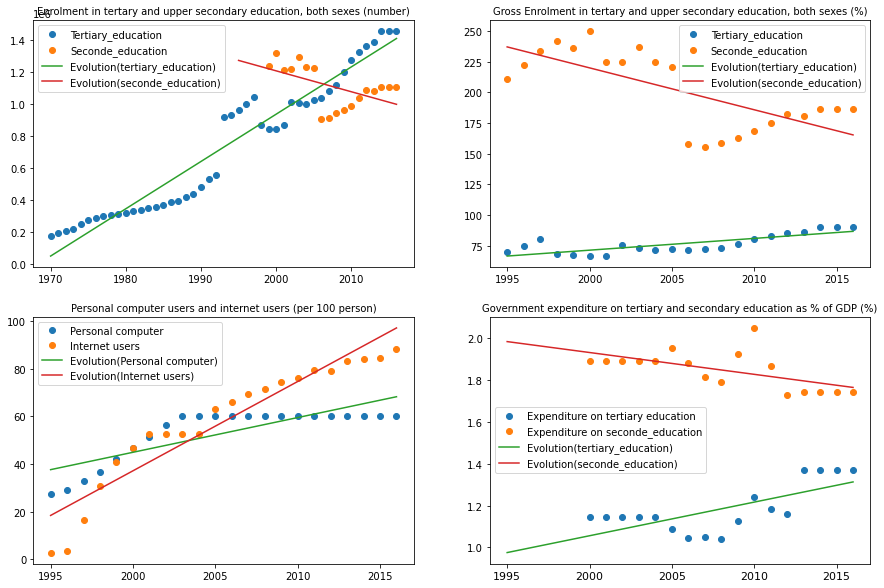 Enrolment in tertary and upper secondary education, both sexes (number)
1e6
Tertiary_education
Seconde_education
Evolution(tertiary_education)
Evolution(seconde_education)
1.4
1.2
1.0
0.8
0.6
0.4
0.2
0.0
1970
1980
1990
2000
2010
Gross Enrolment in tertiary and upper secondary education, both sexes (%)
Tertiary_education
Seconde_education
Evolution(tertiary_education)
Evolution(seconde_education)
250
225
200
175
150
125
100
75
1995
2000
2005
2010
2015
Personal computer users and internet users (per 100 person)
Personal computer
Internet users
Evolution(Personal computer)
Evolution(Internet users)
100
80
60
40
20
0
1995
2000
2005
2010
2015
Government expenditure on tertiary and secondary education as % of GDP (%)
Expenditure on tertiary education
Expenditure on seconde_education
Evolution(tertiary_education)
Evolution(seconde_education)
2.0
1.8
1.6
1.4
1.2
1.0
1995
2000
2005
2010
2015